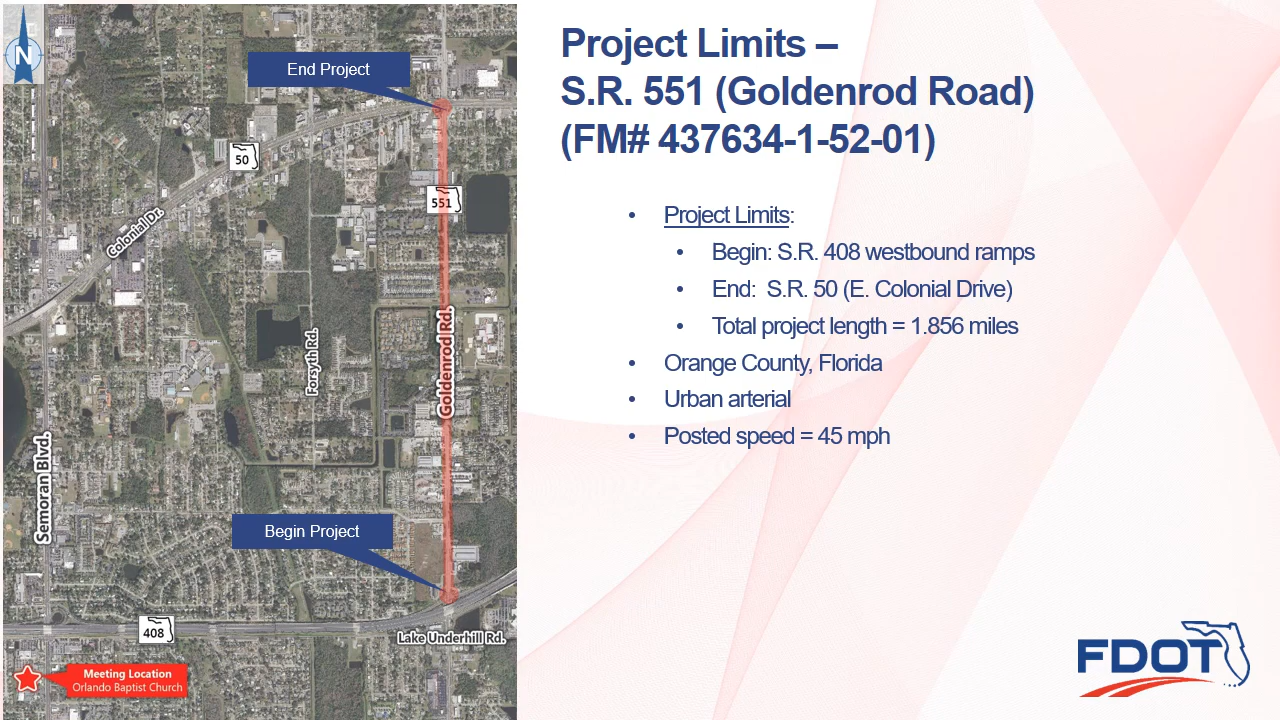 N
End Project
50
551
Colonial Dr.
Forsyth Rd.
Goldenrod Rd.
Semoran Blvd.
Begin Project
408
Lake Underhill Rd.
Meeting Location
Orlando Baptist Church
Project Limits –
S.R. 551 (Goldenrod Road)
(FM# 437634-1-52-01)
• Project Limits:
• Begin: S.R. 408 westbound ramps
• End:  S.R. 50 (E. Colonial Drive)
• Total project length = 1.856 miles
• Orange County, Florida
• Urban arterial
• Posted speed = 45 mph
FDOT